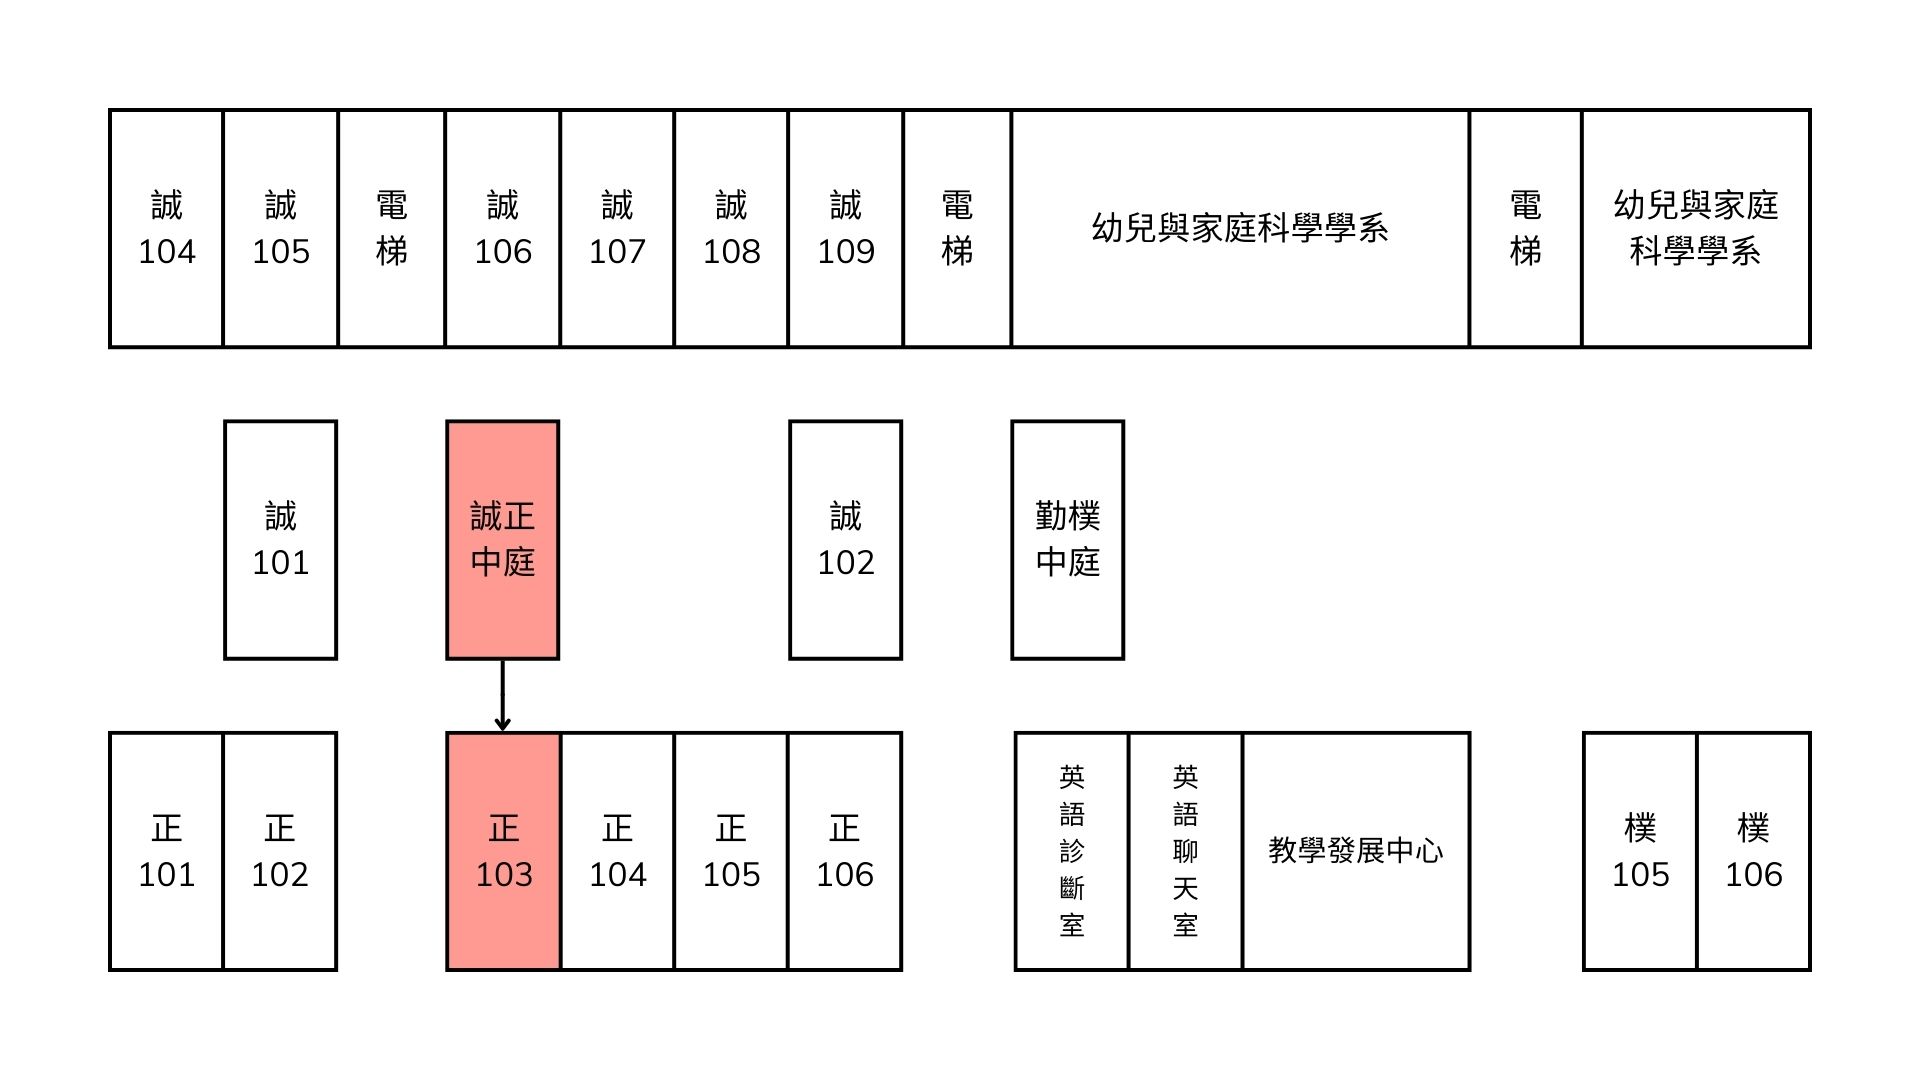 誠
104
誠
105
電
梯
誠
106
誠
107
誠
108
誠
109
電
梯
幼兒與家庭科學學系
電
梯
幼兒與家庭
科學學系
誠
101
誠正
中庭
誠
102
勤樸
中庭
正
101
正
102
正
103
正
104
正
105
正
106
英
語
診
斷
室
英
語
聊
天
室
教學發展中心
樸
105
樸
106